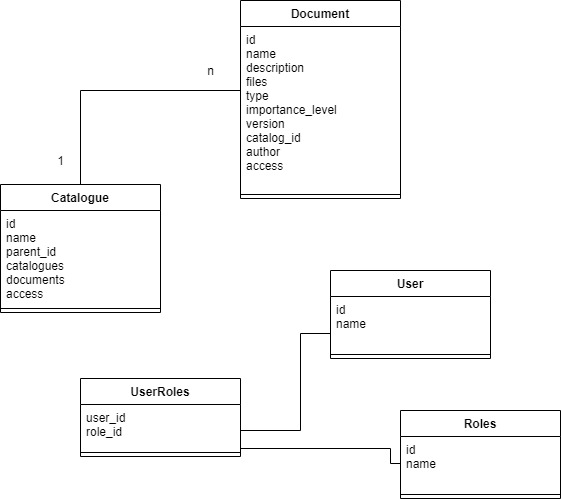 Document
id
name
description
files
type
importance_level
version
catalog_id
author
access
n
1
Catalogue
id
name
parent_id
catalogues
documents
access
User
id
name
UserRoles
user_id
role_id
Roles
id
name